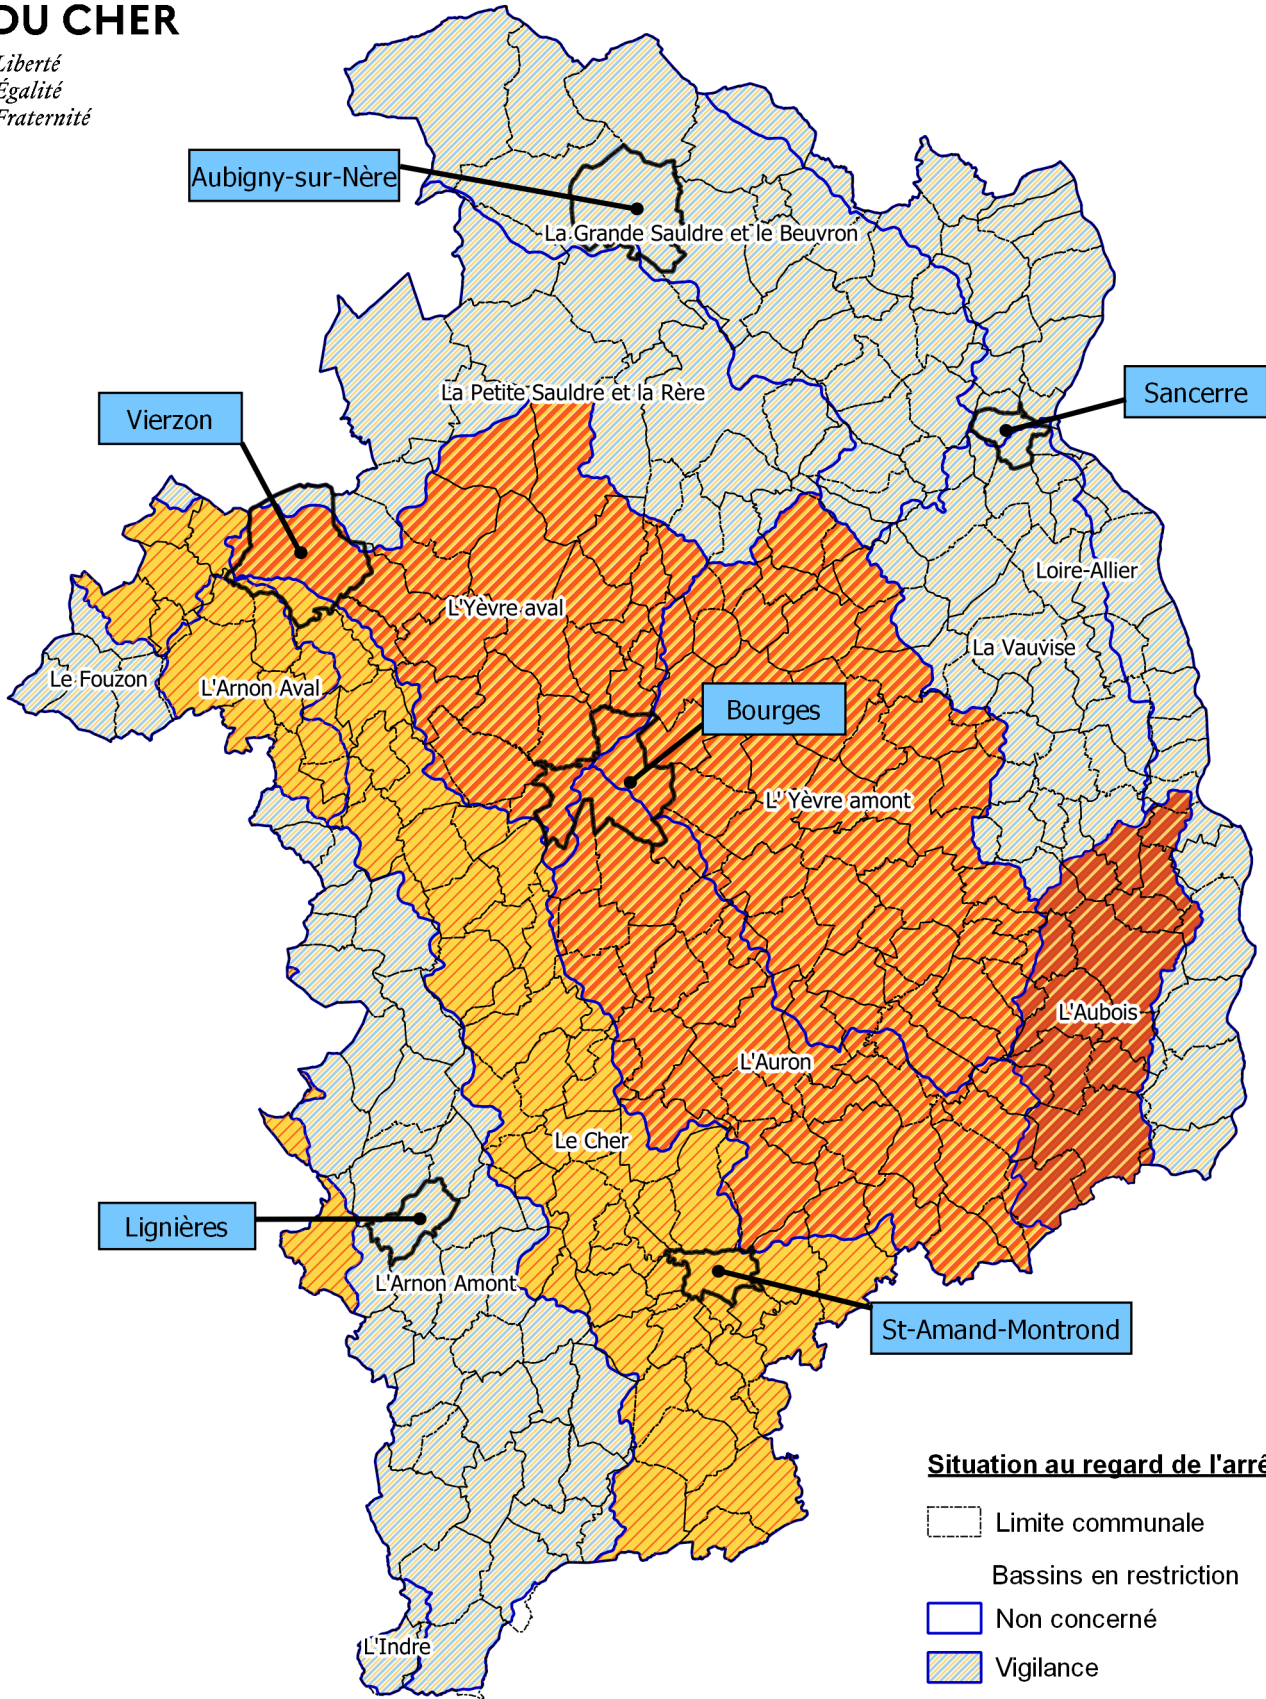 DU CHER
Liberté
Égalité
Fraternité
Aubigny-sur-Nère
La Grande Sauldre et le Beuvron
Sancerre
La Petite Sauldre et la Rère
Vierzon
Loire-Allier
L'Yèvre aval
La Vauvise
Le Fouzon
L'Arnon Aval
Bourges
L' Yèvre amont
L'Aubois
L'Auron
Le Cher
Lignières
L'Arnon Amont
St-Amand-Montrond
Situation au regard de l'arrê
Limite communale
Bassins en restriction
Non concerné
L'Indre
Vigilance